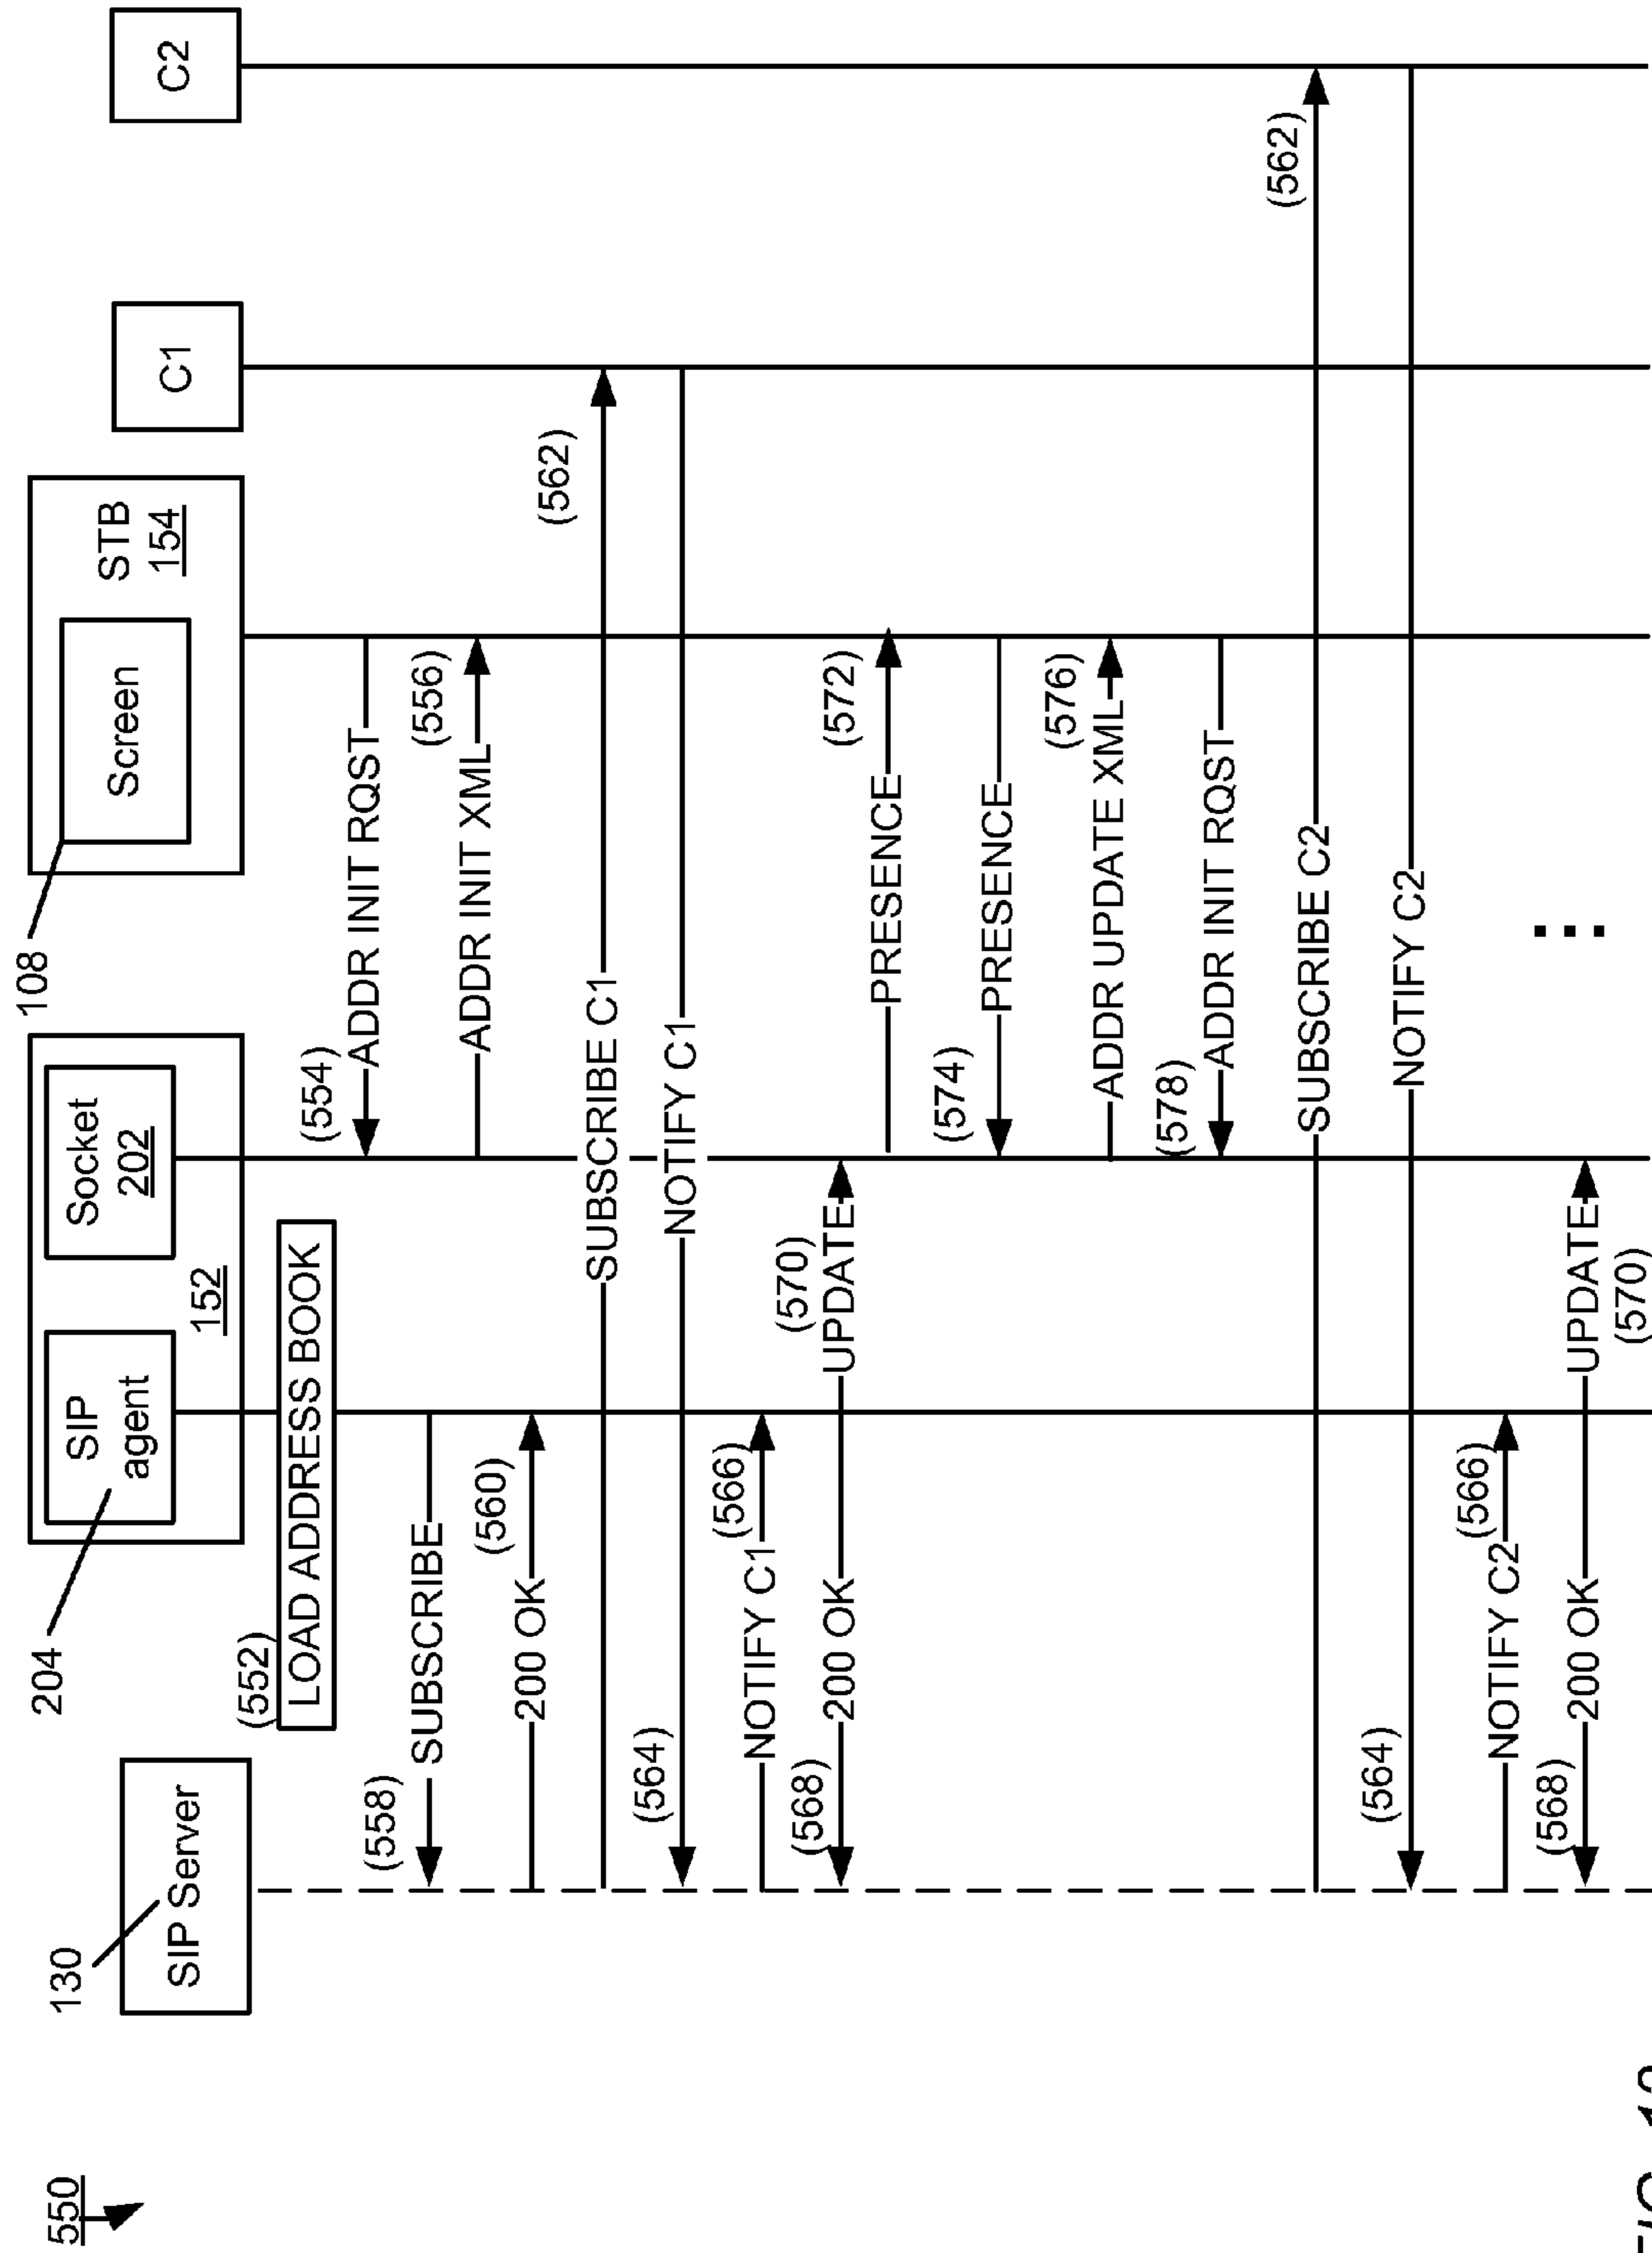 550
130
SIP Server
204
SIP
agent
Socket
202
152
108
Screen
STB
154
C1
C2
(552)
LOAD ADDRESS BOOK
(554)
ADDR INIT RQST
(558)
SUBSCRIBE
(556)
ADDR INIT XML
(560)
200 OK
(562)
SUBSCRIBE C1
(564)
NOTIFY C1
(566)
NOTIFY C1
(568)
200 OK
(570)
UPDATE
(572)
PRESENCE
(574)
PRESENCE
(576)
ADDR UPDATE XML
(578)
ADDR INIT RQST
(562)
SUBSCRIBE C2
(564)
NOTIFY C2
(566)
NOTIFY C2
(568)
200 OK
UPDATE
(570)